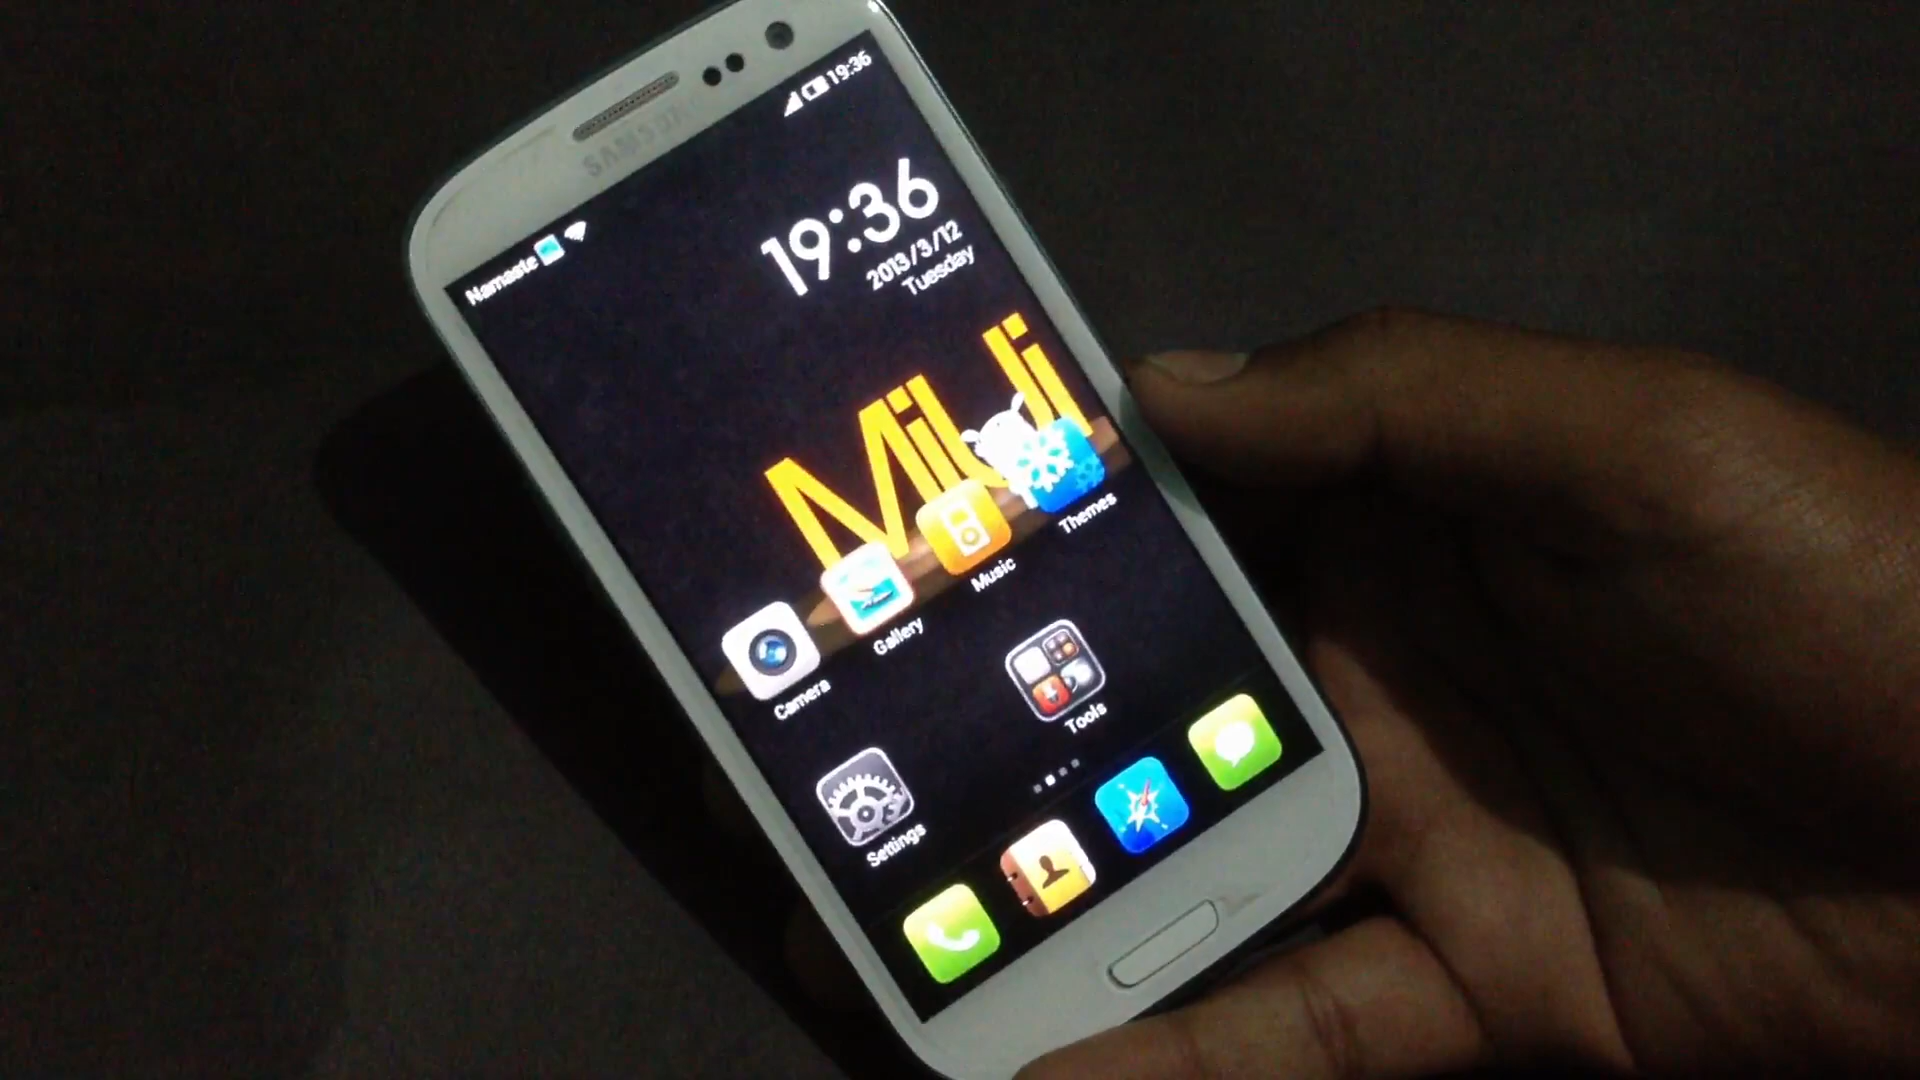 SAMSUNG
Namaste
19:36
19:36
2013/3/12
Tuesday
MiUi
Camera
Gallery
Music
Themes
Settings
Tools